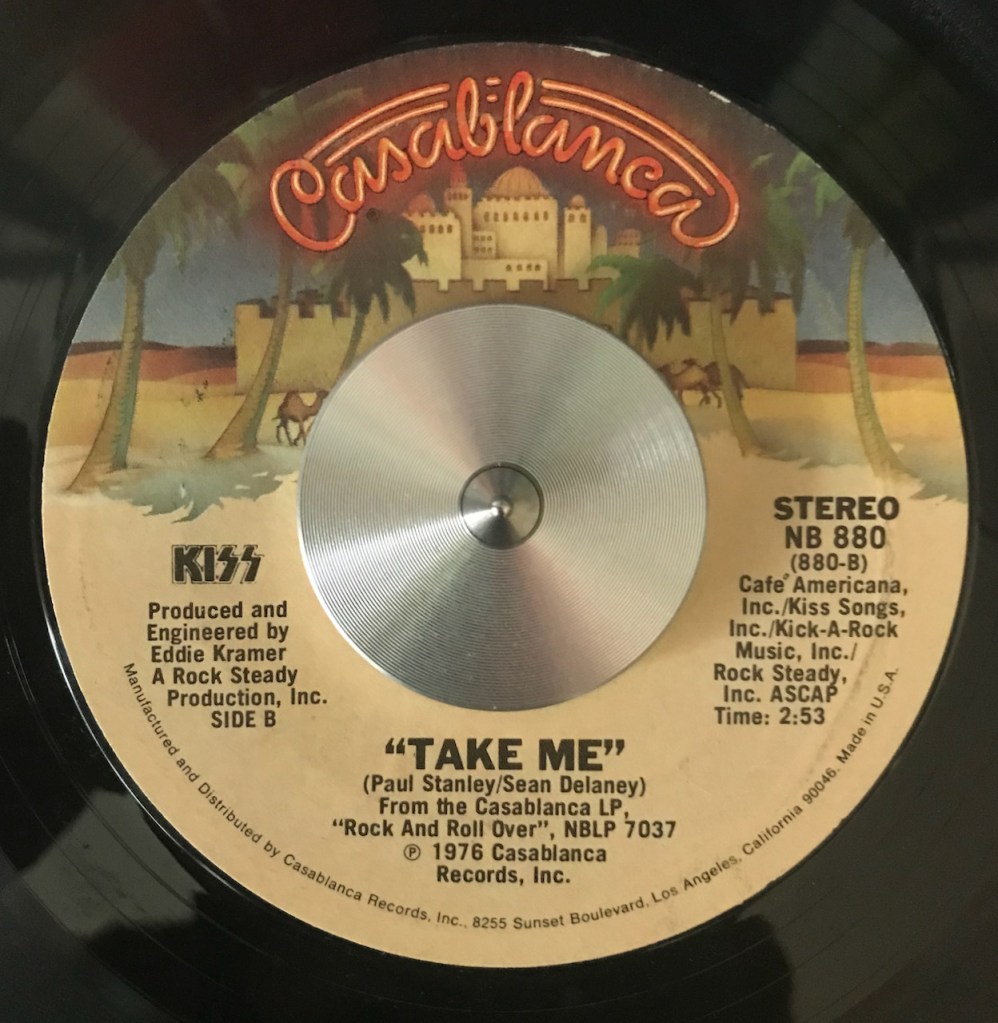 Casablanca
KISS
Produced and
Engineered by
Eddie Kramer
A Rock Steady
Production, Inc.
SIDE B
STEREO
NB 880
(880-B)
Cafe Americana,
Inc./Kiss Songs,
Inc./Kick-A-Rock
Music, Inc./
Rock Steady,
Inc. ASCAP
Time: 2:53
“TAKE ME”
(Paul Stanley/Sean Delaney)
From the Casablanca LP,
“Rock And Roll Over”, NBLP 7037
℗ 1976 Casablanca
Records, Inc.
Manufactured and Distributed by Casablanca Records, Inc., 8255 Sunset Boulevard, Los Angeles, California 90046. Made in U.S.A.